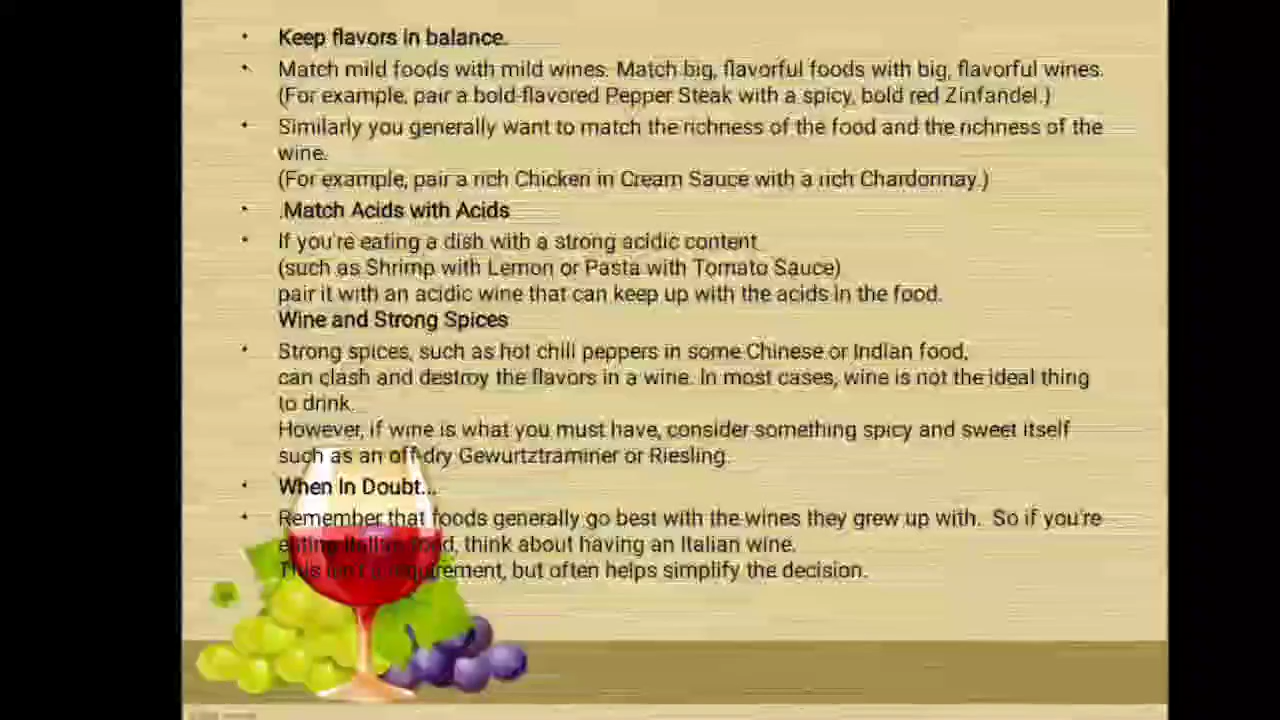 • Keep flavors in balance.
• Match mild foods with mild wines. Match big, flavorful foods with big, flavorful wines.
(For example, pair a bold-flavored Pepper Steak with a spicy, bold red Zinfandel.)
• Similarly you generally want to match the richness of the food and the richness of the
wine.
(For example, pair a rich Chicken in Cream Sauce with a rich Chardonnay.)
• .Match Acids with Acids
• If you're eating a dish with a strong acidic content
(such as Shrimp with Lemon or Pasta with Tomato Sauce)
pair it with an acidic wine that can keep up with the acids in the food.
Wine and Strong Spices
• Strong spices, such as hot chili peppers in some Chinese or Indian food,
can clash and destroy the flavors in a wine. In most cases, wine is not the ideal thing
to drink.
However, if wine is what you must have, consider something spicy and sweet itself
such as an off-dry Gewurtztraminer or Riesling.
• When In Doubt...
• Remember that foods generally go best with the wines they grew up with. So if you're
eating Italian food, think about having an Italian wine.
This isn't a requirement, but often helps simplify the decision.